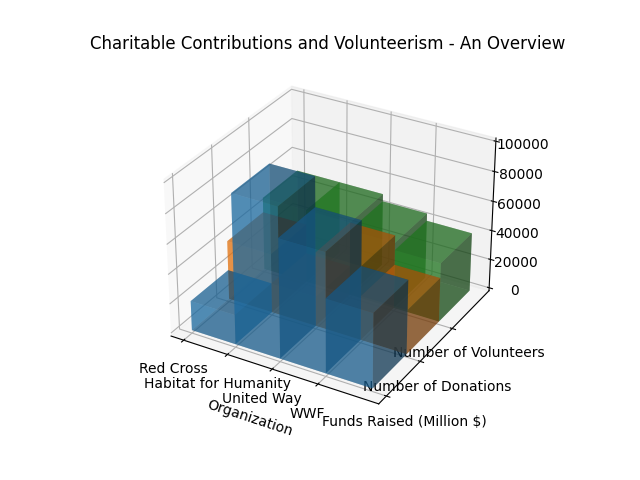 Charitable Contributions and Volunteerism - An Overview
100000
80000
60000
40000
20000
0
Number of Volunteers
Number of Donations
Funds Raised (Million $)
Red Cross
Habitat for Humanity
United Way
WWF
Organization